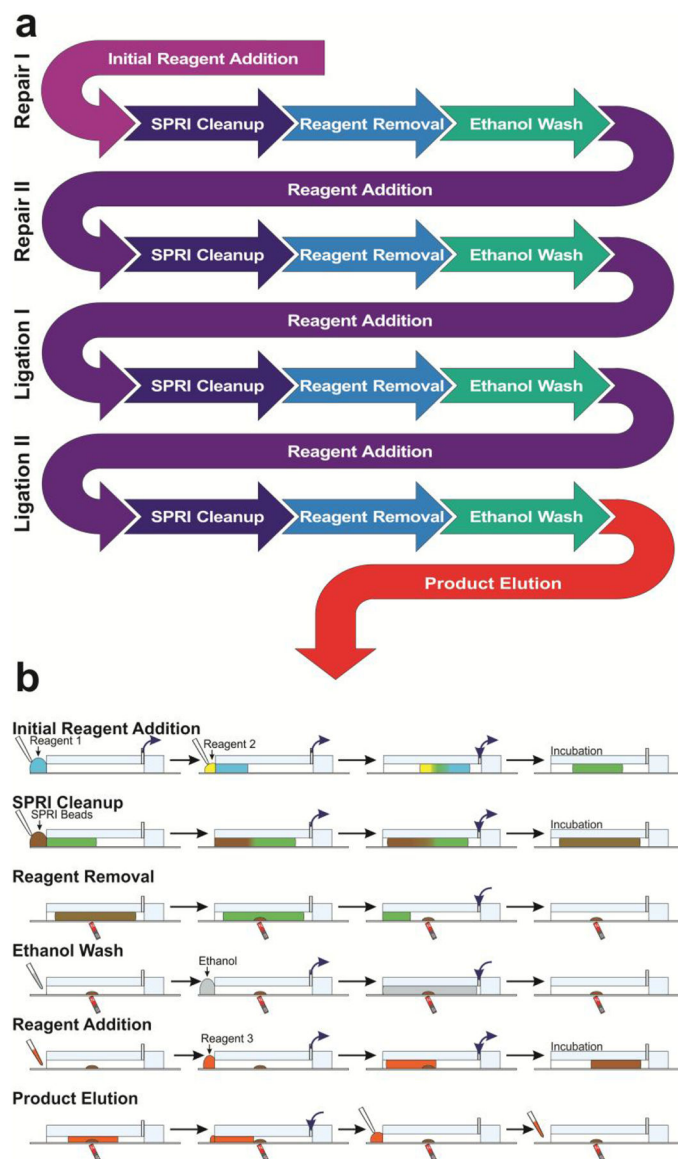 a
Repair I
Initial Reagent Addition
SPRI Cleanup
Reagent Removal
Ethanol Wash
Repair II
Reagent Addition
SPRI Cleanup
Reagent Removal
Ethanol Wash
Ligation I
Reagent Addition
SPRI Cleanup
Reagent Removal
Ethanol Wash
Ligation II
Reagent Addition
SPRI Cleanup
Reagent Removal
Ethanol Wash
Product Elution
b
Initial Reagent Addition
Reagent 1
Reagent 2
Incubation
SPRI Cleanup
SPRI Beads
Incubation
Reagent Removal
Ethanol Wash
Ethanol
Reagent Addition
Reagent 3
Incubation
Product Elution